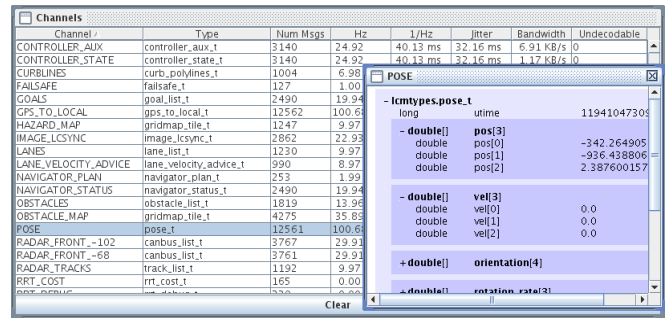 Channels
Channel / Type Num Msgs Hz 1/Hz Jitter Bandwidth Undecodable
CONTROLLER_AUX controller_aux_t 3140 24.92 40.13 ms 32.16 ms 6.91 KB/s 0
CONTROLLER_STATE controller_state_t 3140 24.92 40.13 ms 32.16 ms 1.17 KB/s 0
CURBLINES curb_polylines_t 1004 6.98
FAILSAFE failsafe_t 127 1.00
GOALS goal_list_t 2490 19.94
GPS_TO_LOCAL gps_to_local_t 12562 100.6
HAZARD_MAP gridmap_tile_t 1247 9.97
IMAGE_LCSYNC image_lcsync_t 2862 22.93
LANES lane_list_t 1230 9.97
LANE_VELOCITY_ADVICE lane_velocity_advice_t 990 8.97
NAVIGATOR_PLAN navigator_plan_t 253 1.99
NAVIGATOR_STATUS navigator_status_t 2490 19.94
OBSTACLES obstacle_list_t 1819 13.96
OBSTACLE_MAP gridmap_tile_t 4275 35.89
POSE pose_t 12561 100.6
RADAR_FRONT_-102 canbus_list_t 3767 29.91
RADAR_FRONT_-68 canbus_list_t 3761 29.91
RADAR_TRACKS track_list_t 1192 9.97
RRT_COST rrt_cost_t 165 0.00
Clear
POSE
- lcmtypes.pose_t
long utime 11941047309
- double[] pos[3]
double pos[0] -342.264905
double pos[1] -936.438806
double pos[2] 2.387600157
- double[] vel[3]
double vel[0] 0.0
double vel[1] 0.0
double vel[2] 0.0
+double[] orientation[4]
+double[] rotation_rate[3]